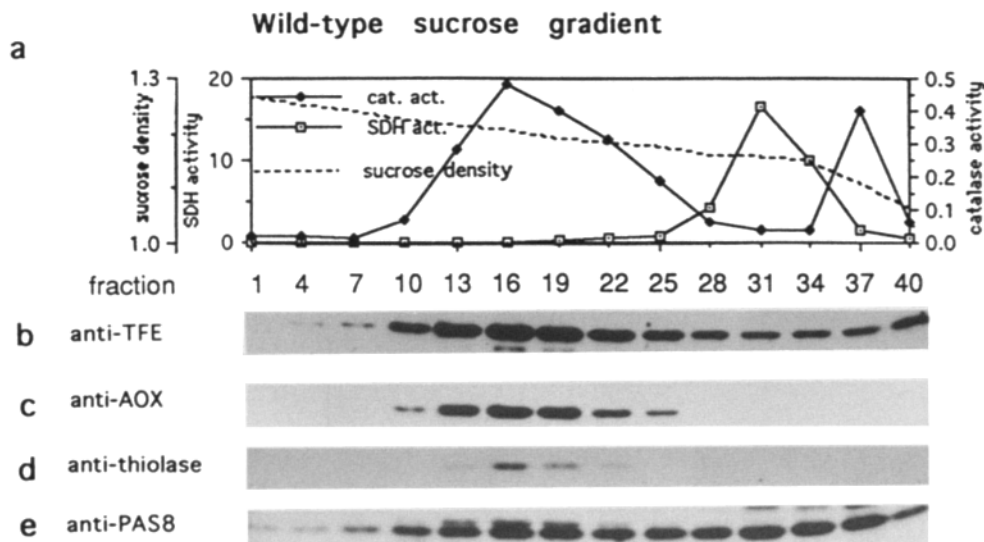 Wild-type sucrose gradient
a
1.3
1.0
sucrose density
20
10
0
SDH activity
cat. act.
SDH act.
sucrose density
0.5
0.4
0.3
0.2
0.1
0.0
catalase activity
fraction 1 4 7 10 13 16 19 22 25 28 31 34 37 40
b anti-TFE
c anti-AOX
d anti-thiolase
e anti-PAS8